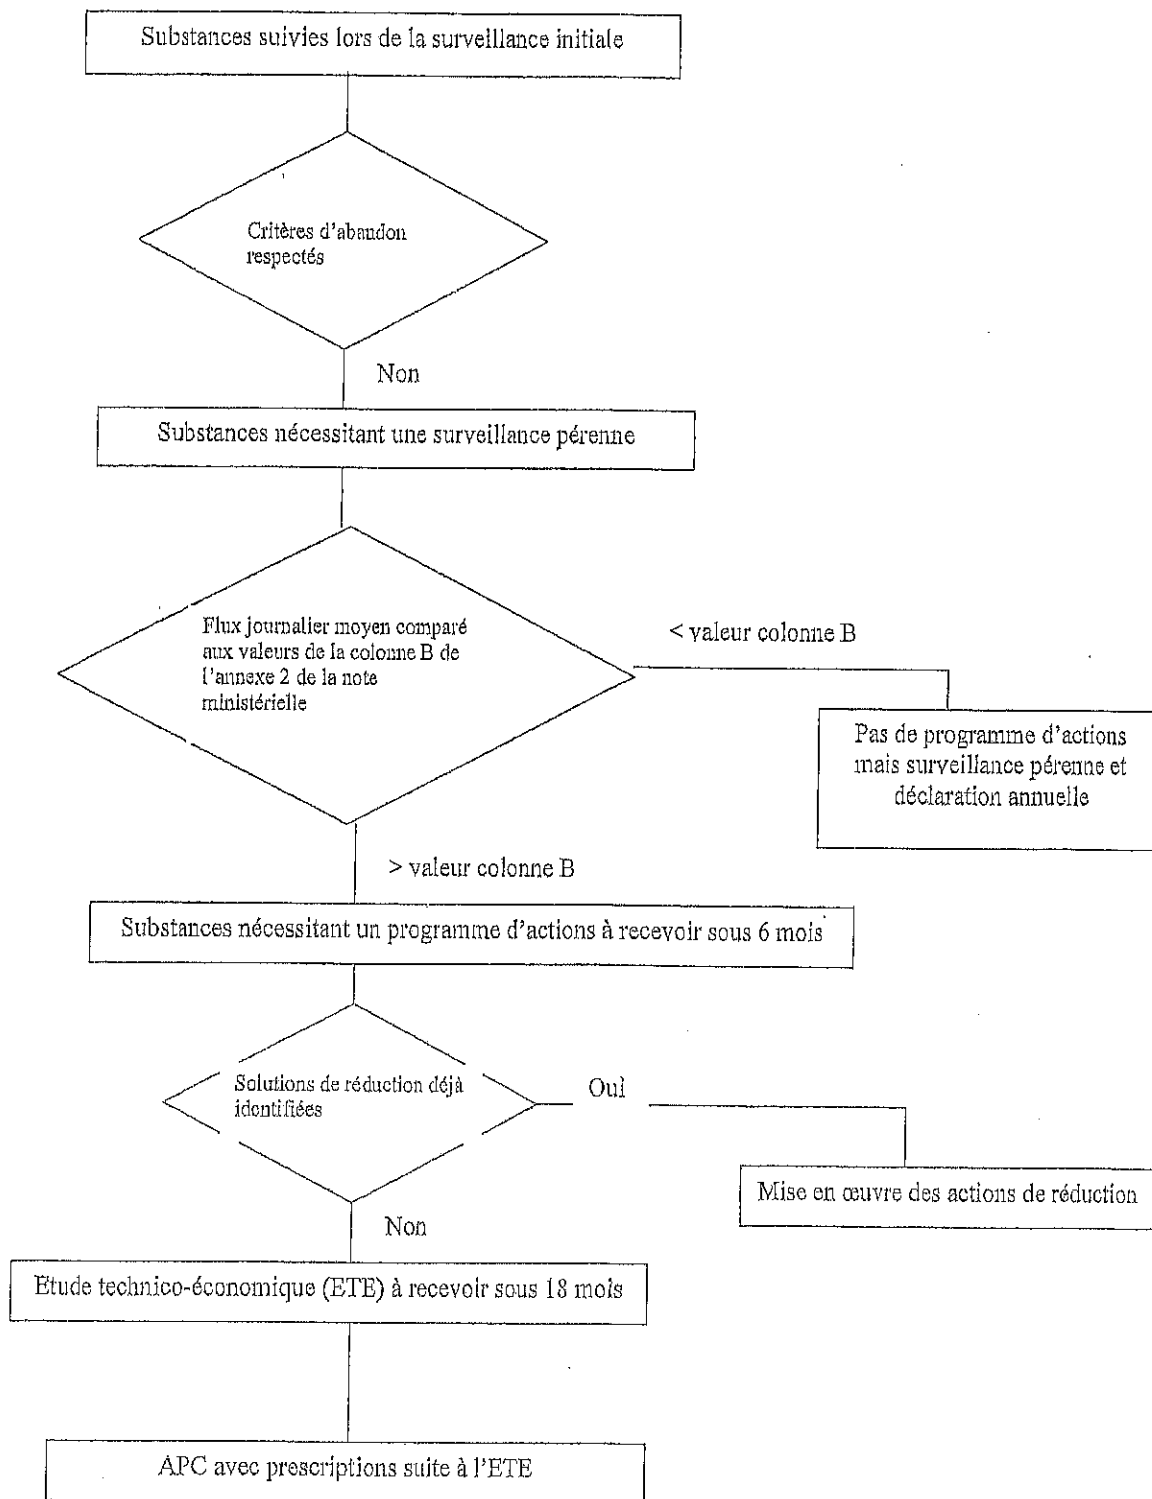 Substances suivies lors de la surveillance initiale
Critères d'abandon
respectés
Non
Substances nécessitant une surveillance pérenne
Flux journalier moyen comparé
aux valeurs de la colonne B de
l'annexe 2 de la note
ministérielle
< valeur colonne B
Pas de programme d'actions
mais surveillance pérenne et
déclaration annuelle
> valeur colonne B
Substances nécessitant un programme d'actions à recevoir sous 6 mois
Solutions de réduction déjà
identifiées
Oui
Mise en œuvre des actions de réduction
Non
Etude technico-économique (ETE) à recevoir sous 18 mois
APC avec prescriptions suite à l'ETE